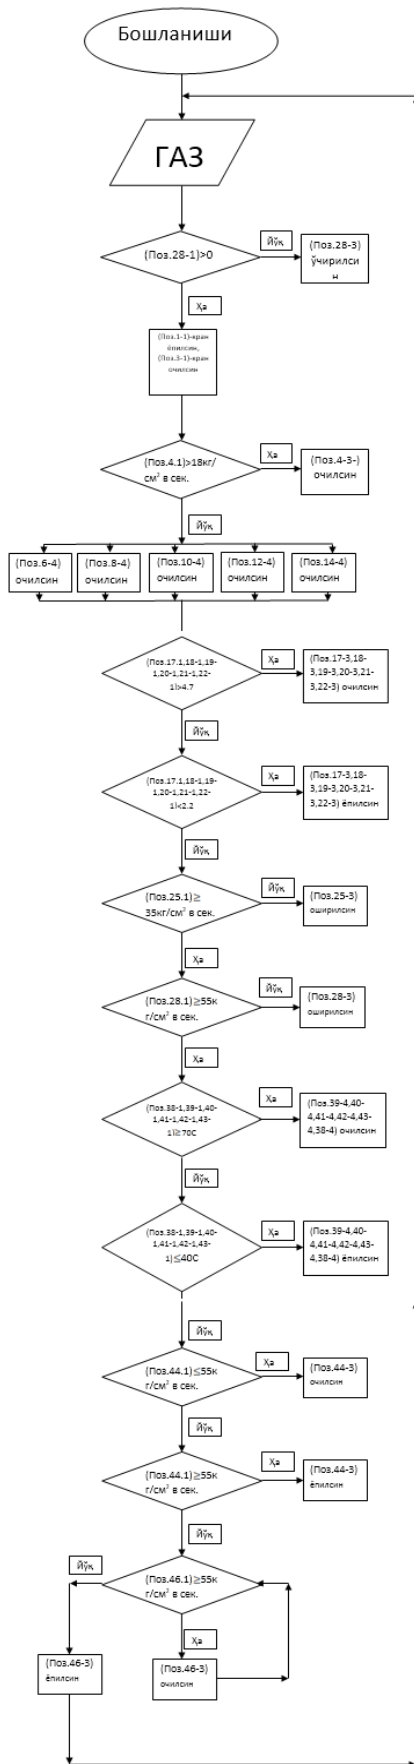 Бошланиши
ГАЗ
(Поз.28-1)>0
Йўқ
(Поз.28-3)
ўчирилси
н
Ҳа
(Поз.1-1)-кран
ёпилсин,
(Поз.3-1)-кран
очилсин
(Поз.4.1)>18кг/
см² в сек.
Ҳа
(Поз.4-3-)
очилсин
Йўқ
(Поз.6-4)
очилсин
(Поз.8-4)
очилсин
(Поз.10-4)
очилсин
(Поз.12-4)
очилсин
(Поз.14-4)
очилсин
(Поз.17.1,18-1,19-
1,20-1,21-1,22-
1)>4.7
Ҳа
(Поз.17-3,18-
3,19-3,20-3,21-
3,22-3) очилсин
Йўқ
(Поз.17.1,18-1,19-
1,20-1,21-1,22-
1)<2.2
Ҳа
(Поз.17-3,18-
3,19-3,20-3,21-
3,22-3) ёпилсин
Йўқ
(Поз.25.1)≥
35кг/см² в сек.
Йўқ
(Поз.25-3)
оширилсин
Ҳа
(Поз.28.1)≥55к
г/см² в сек.
Йўқ
(Поз.28-3)
оширилсин
Ҳа
(Поз.38-1,39-1,40-
1,41-1,42-1,43-
1)≥70С
Ҳа
(Поз.39-4,40-
4,41-4,42-4,43-
4,38-4) очилсин
Йўқ
(Поз.38-1,39-1,40-
1,41-1,42-1,43-
1)≤40С
Ҳа
(Поз.39-4,40-
4,41-4,42-4,43-
4,38-4) ёпилсин
Йўқ
(Поз.44.1)≤55к
г/см² в сек.
Ҳа
(Поз.44-3)
очилсин
Йўқ
(Поз.44.1)≥55к
г/см² в сек.
Ҳа
(Поз.44-3)
ёпилсин
Йўқ
Йўқ
(Поз.46.1)≥55к
г/см² в сек.
Ҳа
(Поз.46-3)
ёпилсин
(Поз.46-3)
очилсин